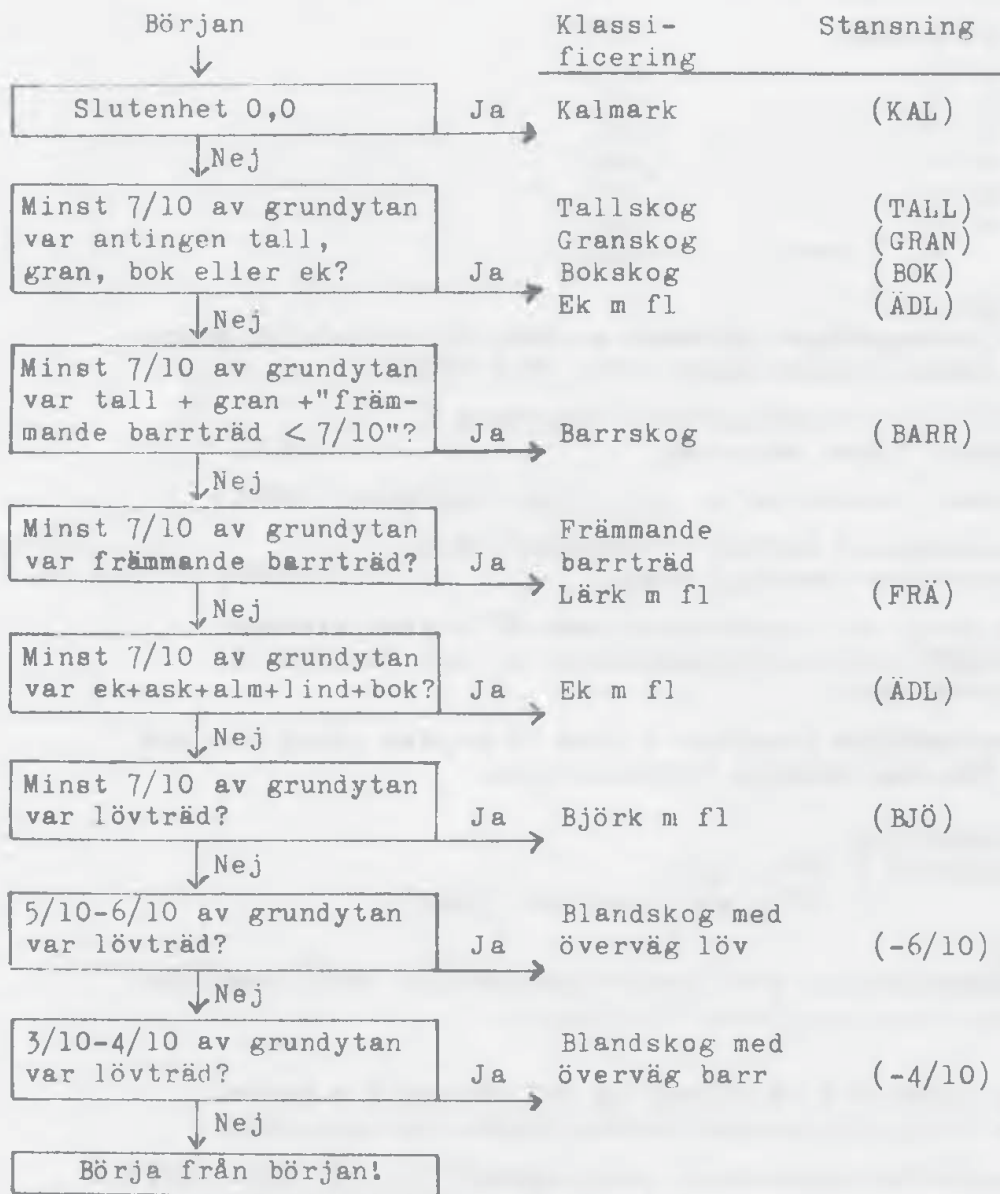 Början Klassi- Stansning
ficering
Slutenhet 0,0 Ja Kalmark (KAL)
Nej
Minst 7/10 av grundytan Tallskog (TALL)
var antingen tall, Granskog (GRAN)
gran, bok eller ek? Ja Bokskog (BOK)
Ek m fl (ÄDL)
Nej
Minst 7/10 av grundytan
var tall + gran +"främ-
mande barrträd < 7/10"? Ja Barrskog (BARR)
Nej
Minst 7/10 av grundytan Främmande
var främmande barrträd? Ja barrträd
Lärk m fl (FRÄ)
Nej
Minst 7/10 av grundytan
var ek+ask+alm+lind+bok? Ja Ek m fl (ÄDL)
Nej
Minst 7/10 av grundytan
var lövträd? Ja Björk m fl (BJÖ)
Nej
5/10-6/10 av grundytan Blandskog med
var lövträd? Ja överväg löv (-6/10)
Nej
3/10-4/10 av grundytan Blandskog med
var lövträd? Ja överväg barr (-4/10)
Nej
Börja från början!